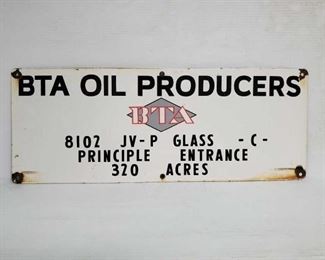 BTA OIL PRODUCERS
BTA
8102 JV-P GLASS -C-
PRINCIPLE ENTRANCE
320 ACRES